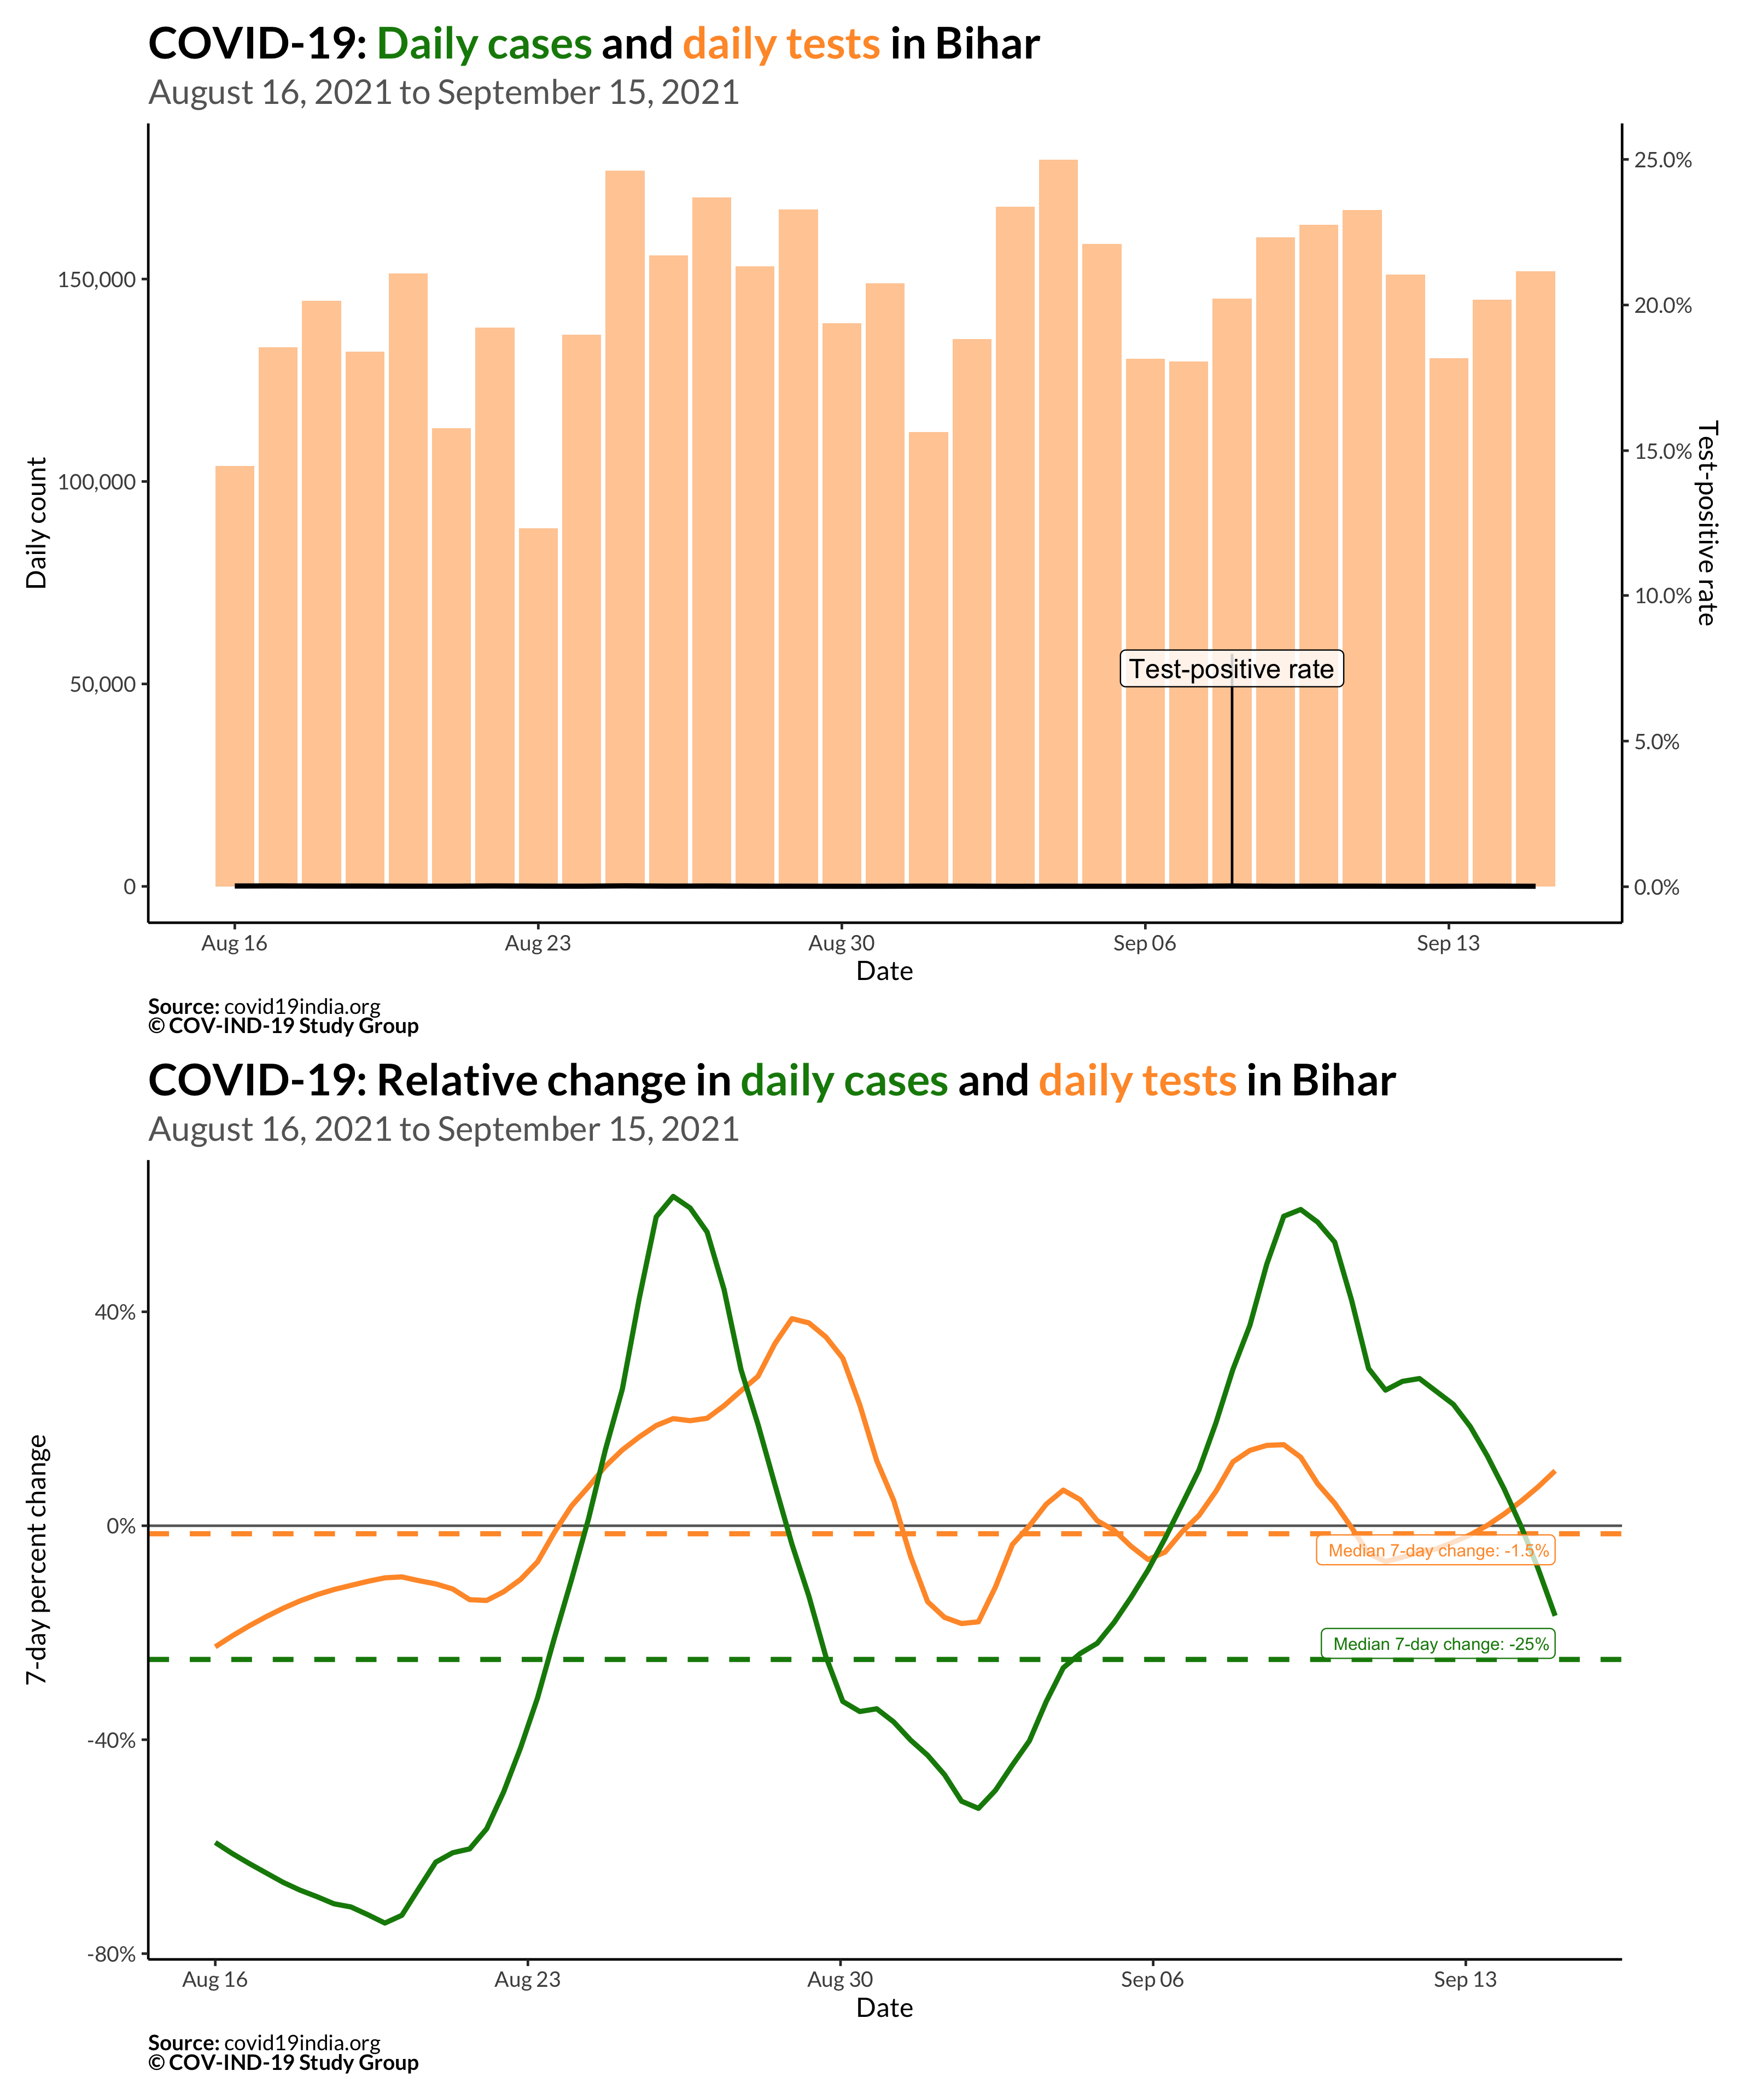 COVID-19: Daily cases and daily tests in Bihar
August 16, 2021 to September 15, 2021
Daily count
150,000
100,000
50,000
0
25.0%
20.0%
15.0%
10.0%
5.0%
0.0%
Test-positive rate
Test-positive rate
Aug 16
Aug 23
Aug 30
Sep 06
Sep 13
Date
Source: covid19india.org
© COV-IND-19 Study Group
COVID-19: Relative change in daily cases and daily tests in Bihar
August 16, 2021 to September 15, 2021
7-day percent change
40%
0%
-40%
-80%
Median 7-day change: -1.5%
Median 7-day change: -25%
Aug 16
Aug 23
Aug 30
Sep 06
Sep 13
Date
Source: covid19india.org
© COV-IND-19 Study Group